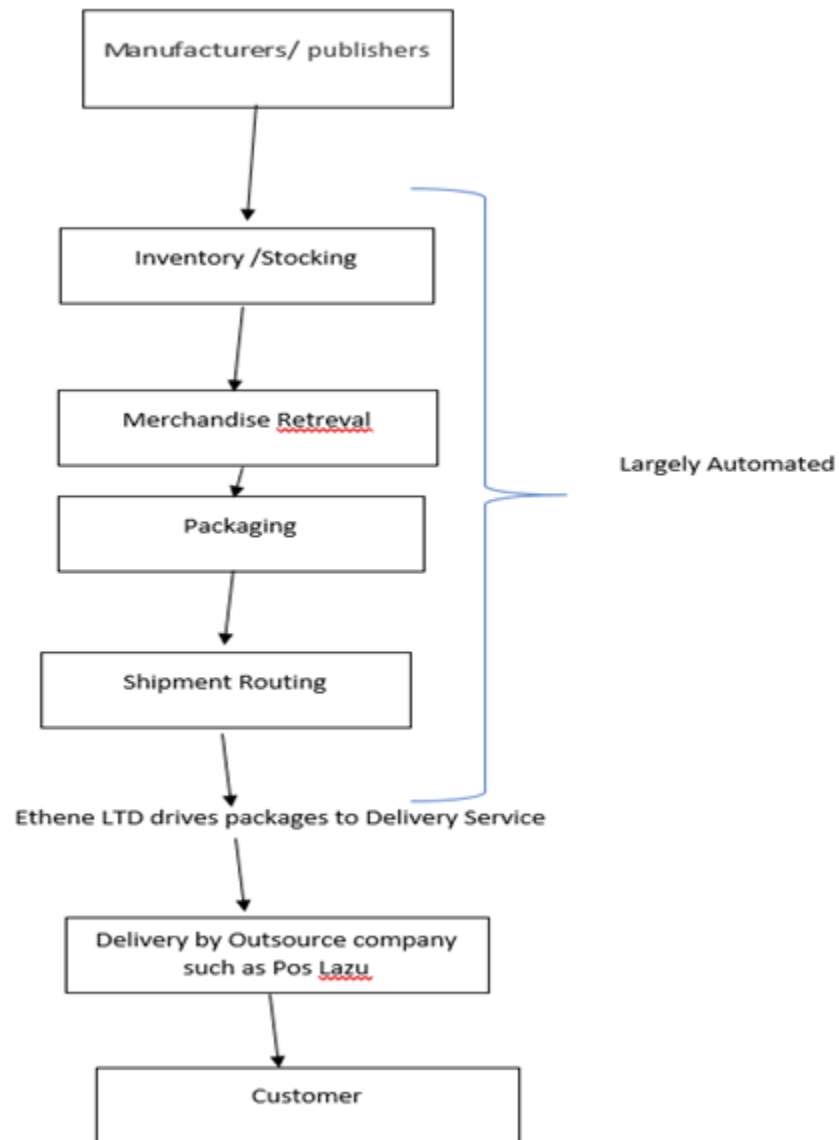 Manufacturers/ publishers
Inventory /Stocking
Merchandise Retreval
Largely Automated
Packaging
Shipment Routing
Ethene LTD drives packages to Delivery Service
Delivery by Outsource company
such as Pos Lazu
Customer